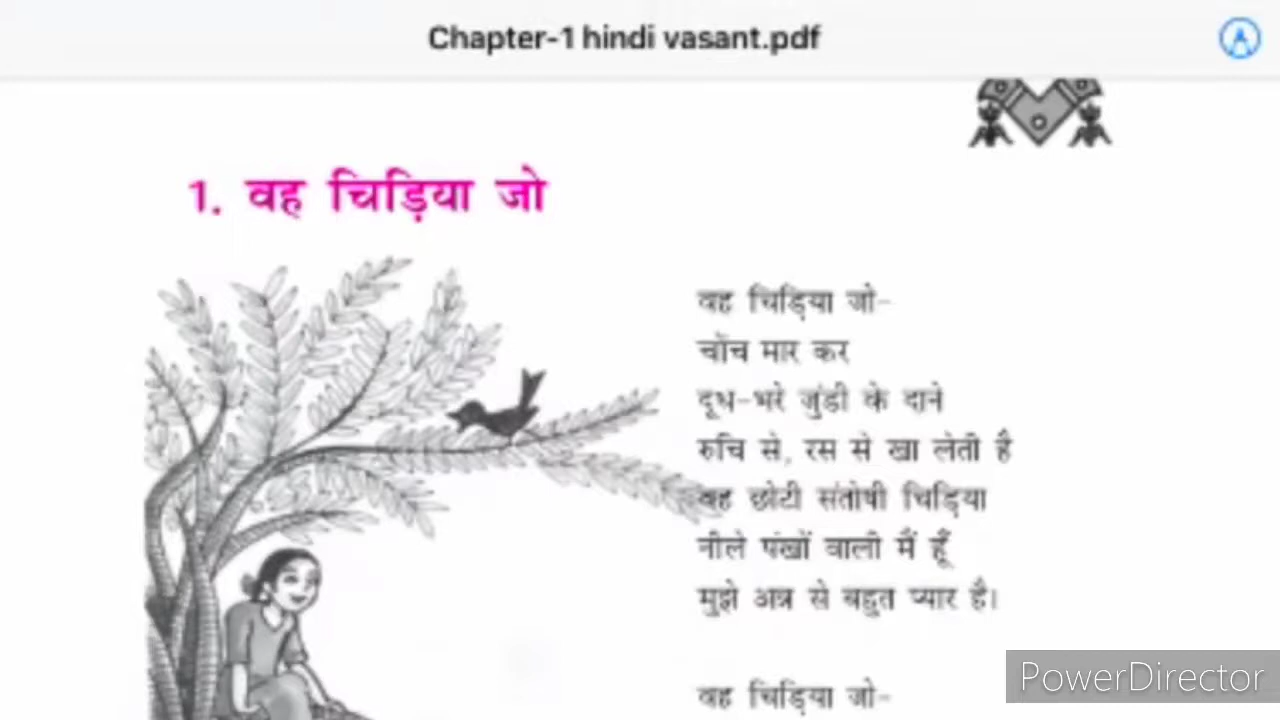 Chapter-1 hindi vasant.pdf
1. वह चिड़िया जो
वह चिड़िया जो-
चोंच मार कर
दूध-भरे जुंडी के दाने
रुचि से, रस से खा लेती है
वह छोटी संतोषी चिड़िया
नीले पंखों वाली मैं हूँ
मुझे अन्न से बहुत प्यार है।
वह चिड़िया जो-
PowerDirector